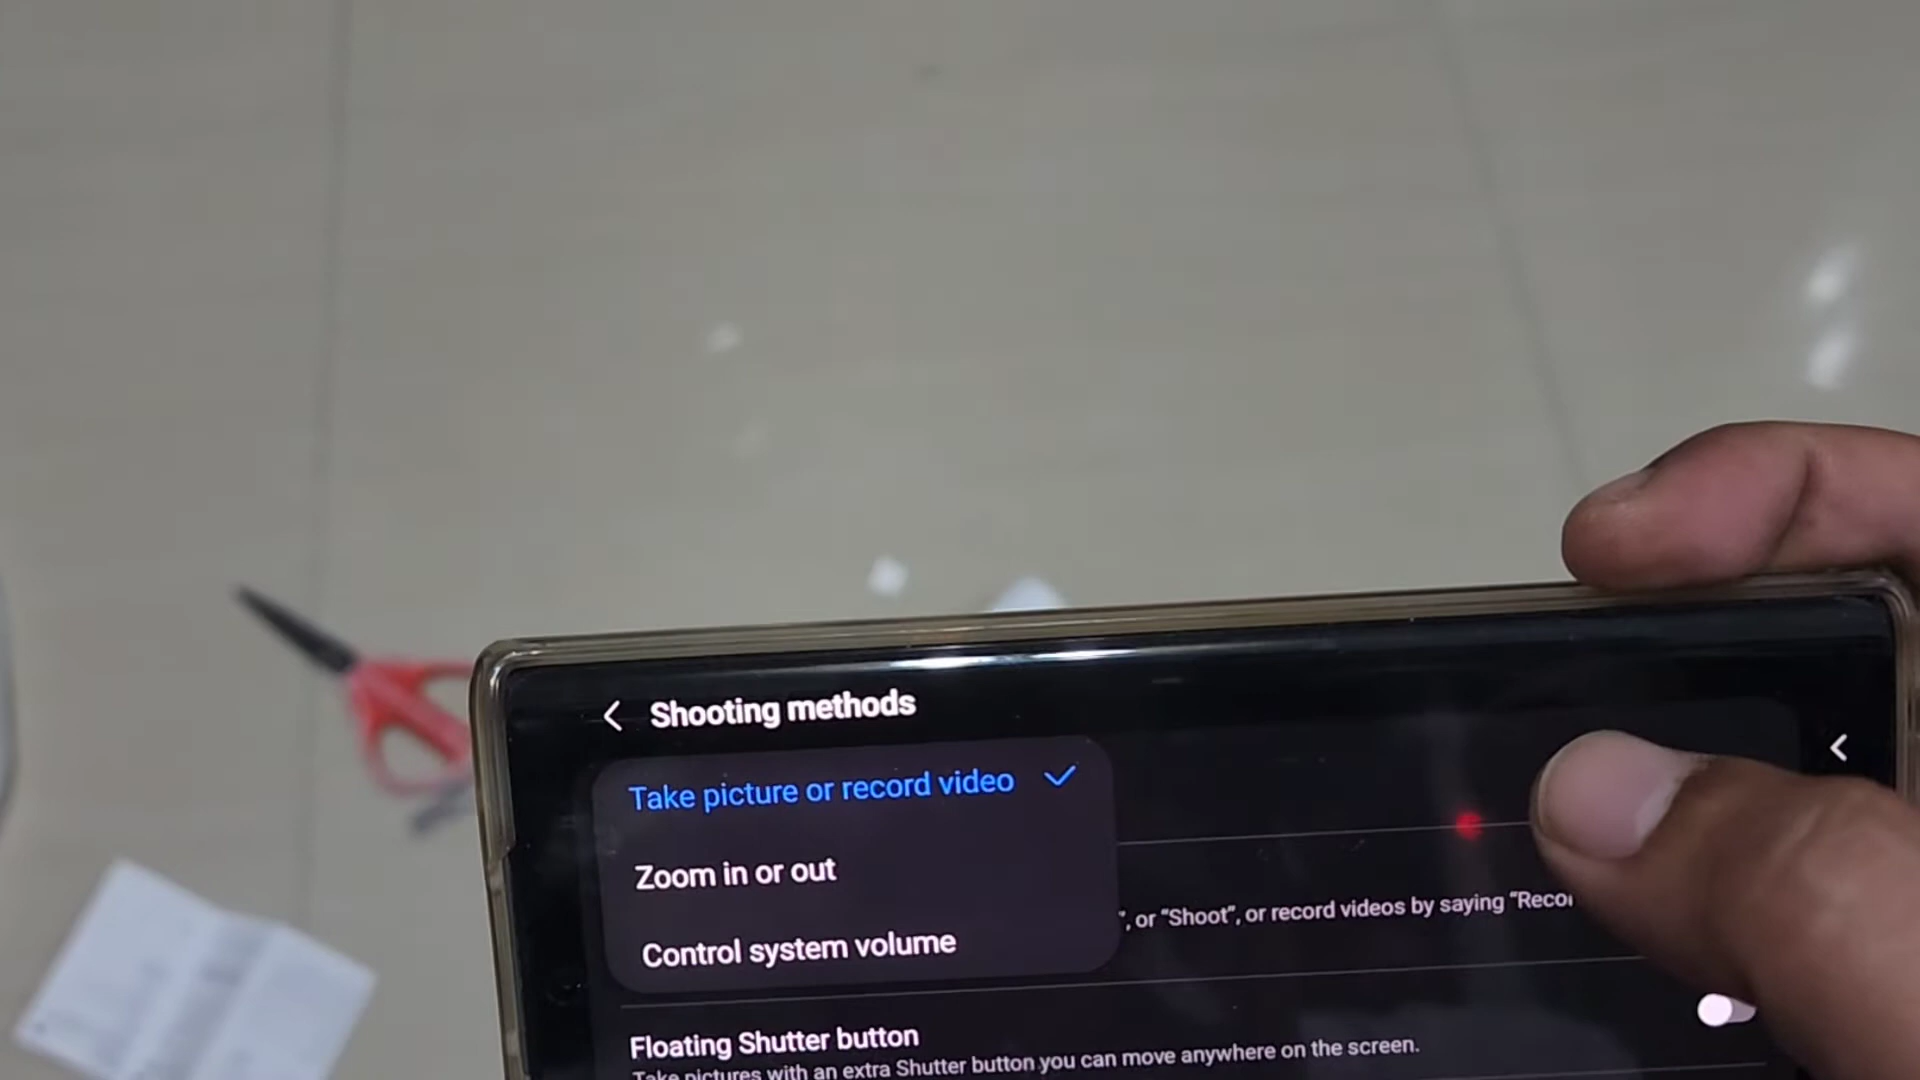 Shooting methods
Take picture or record video
Zoom in or out
", or "Shoot", or record videos by saying "Recor
Control system volume
Floating Shutter button
Take pictures with an extra Shutter button you can move anywhere on the screen.